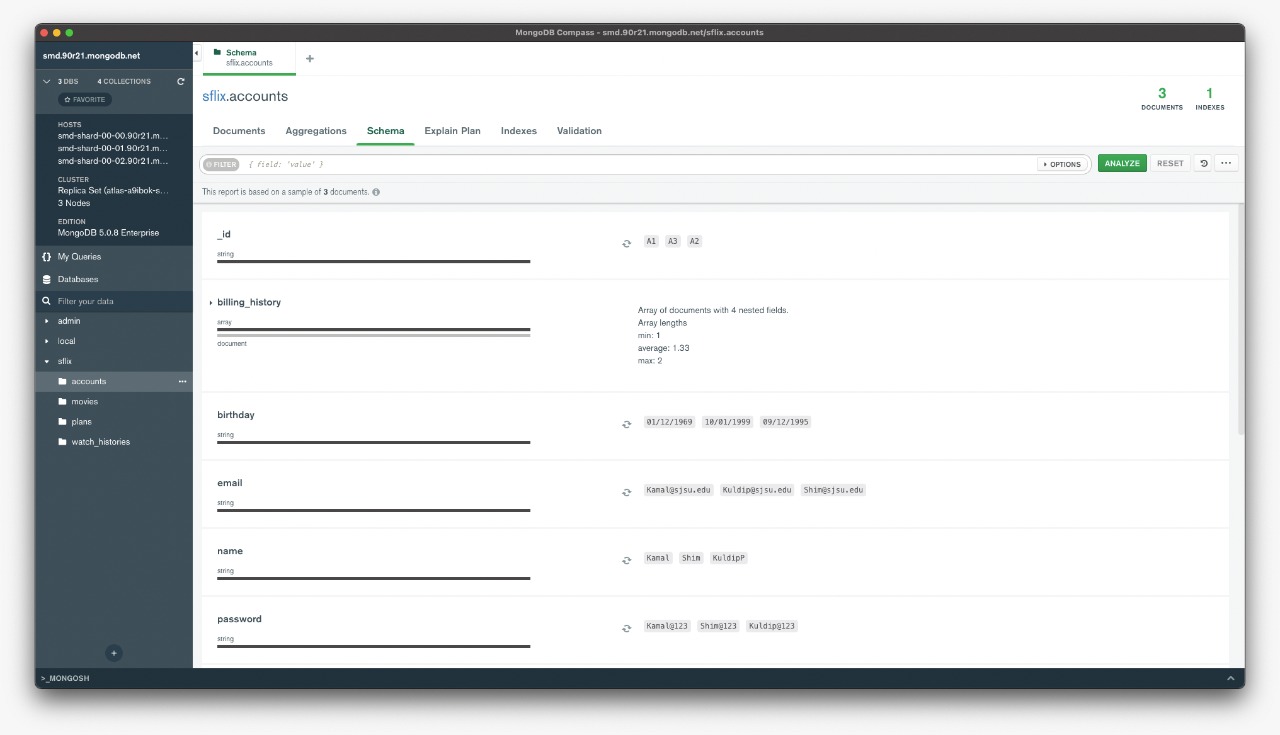 MongoDB Compass - smd.90r21.mongodb.net/sflix.accounts
smd.90r21.mongodb.net
3 DBS 4 COLLECTIONS
FAVORITE
HOSTS
smd-shard-00-00.90r21.m...
smd-shard-00-01.90r21.m...
smd-shard-00-02.90r21.m...
CLUSTER
Replica Set (atlas-a9ibok-s...
3 Nodes
EDITION
MongoDB 5.0.8 Enterprise
{} My Queries
Databases
Filter your data
admin
local
sflix
accounts ...
movies
plans
watch_histories
+
Schema
sflix.accounts
+
sflix.accounts
3
DOCUMENTS
1
INDEXES
Documents Aggregations Schema Explain Plan Indexes Validation
FILTER { field: 'value' } OPTIONS ANALYZE RESET ...
This report is based on a sample of 3 documents.
_id
string
A1 A3 A2
billing_history
array
document
Array of documents with 4 nested fields.
Array lengths
min: 1
average: 1.33
max: 2
birthday
string
01/12/1969 10/01/1999 09/12/1995
email
string
Kamal@sjsu.edu Kuldip@sjsu.edu Shim@sjsu.edu
name
string
Kamal Shim KuldipP
password
string
Kamal@123 Shim@123 Kuldip@123
>_MONGOSH